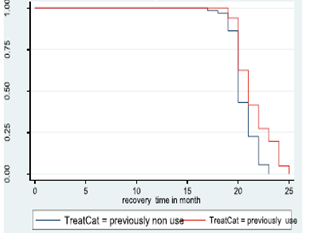 1.00
0.75
0.50
0.25
0.00
0 5 10 15 20 25
recovery time in month
TreatCat = previously non use TreatCat = previously use